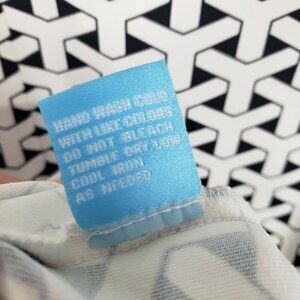 HAND WASH COLD
WITH LIKE COLORS
DO NOT BLEACH
TUMBLE DRY LOW
COOL IRON
AS NEEDED